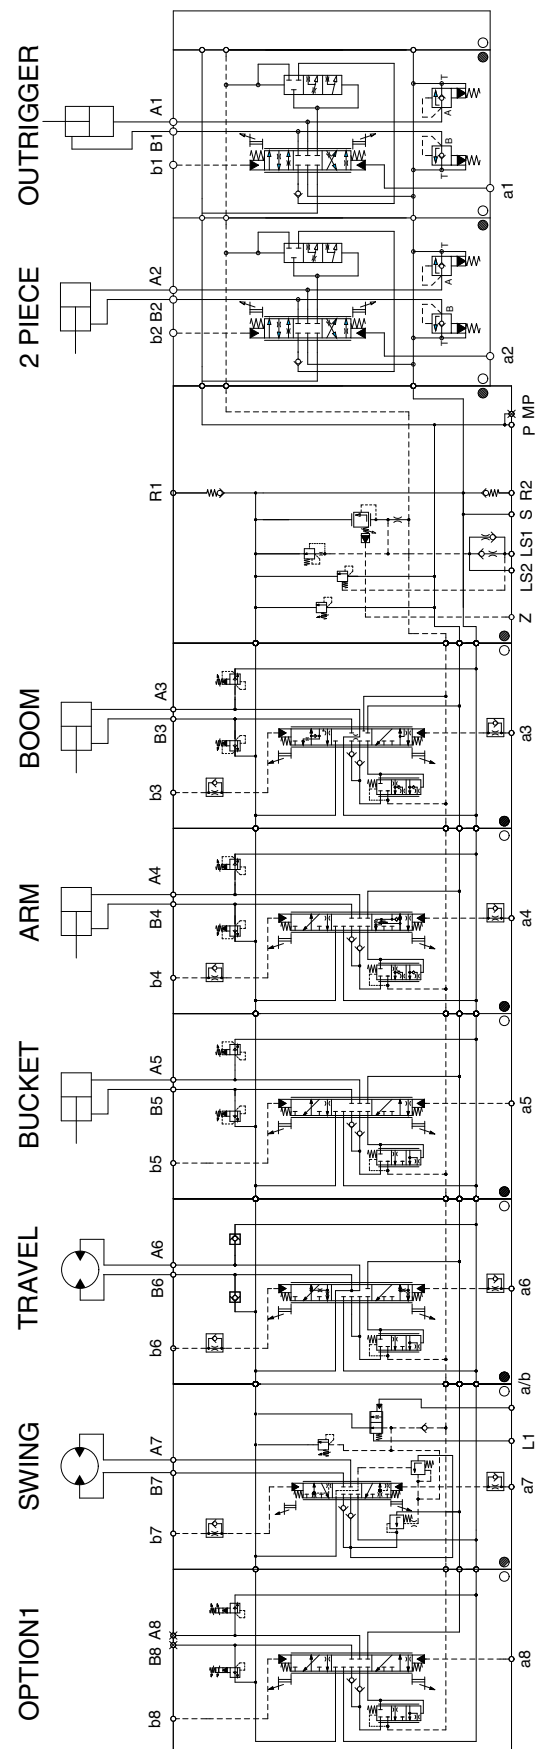 OUTRIGGER
A1
B1
b1
a1
T
A
B
T
2 PIECE
A2
B2
b2
a2
T
A
B
T
MP
P
R1
R2
S
LS1
LS2
Z
BOOM
A3
B3
b3
a3
ARM
A4
B4
b4
a4
BUCKET
A5
B5
b5
a5
TRAVEL
A6
B6
b6
a6
a/b
SWING
A7
B7
b7
L1
a7
OPTION1
A8
B8
b8
a8